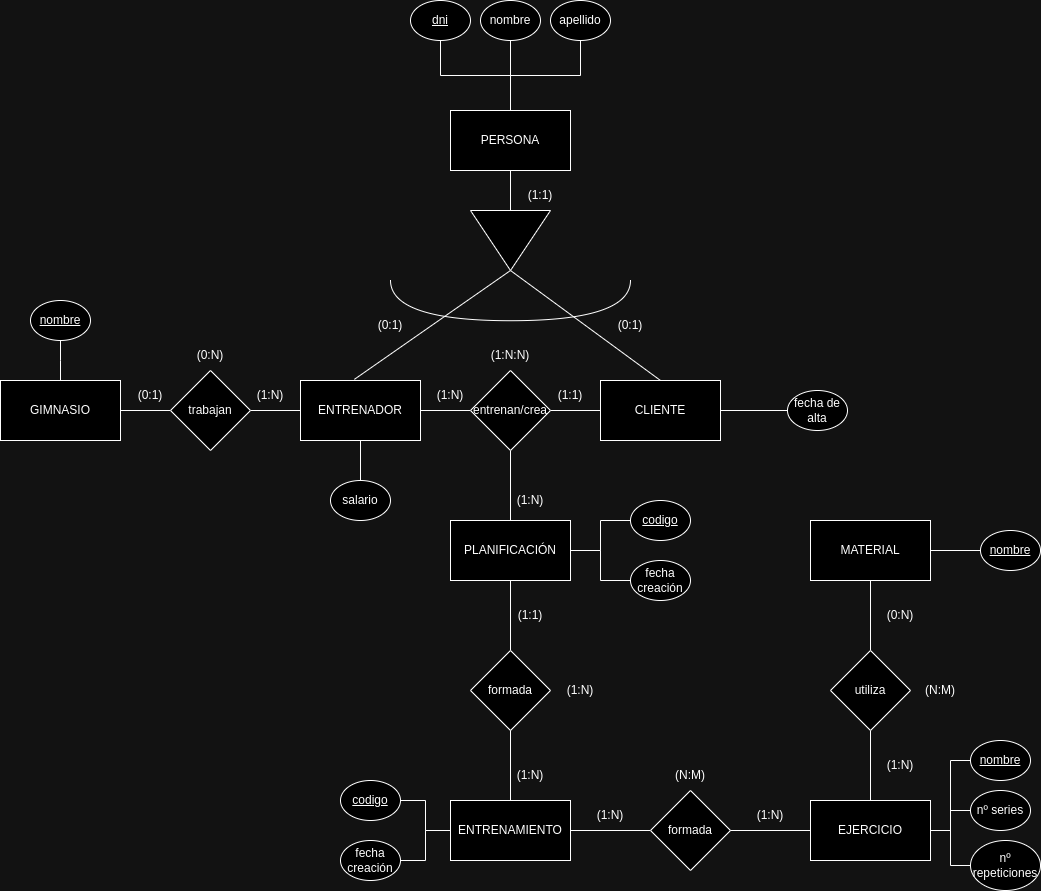 dni
nombre
apellido
PERSONA
(1:1)
(0:1)
(0:1)
nombre
(0:N)
(1:N:N)
GIMNASIO
(0:1)
trabajan
(1:N)
ENTRENADOR
(1:N)
entrenan/crea
(1:1)
CLIENTE
fecha de
alta
salario
(1:N)
PLANIFICACIÓN
codigo
fecha
creación
MATERIAL
nombre
(1:1)
(0:N)
formada
(1:N)
utiliza
(N:M)
(1:N)
(1:N)
codigo
fecha
creación
ENTRENAMIENTO
(1:N)
(N:M)
formada
(1:N)
EJERCICIO
nombre
nº series
nº
repeticiones